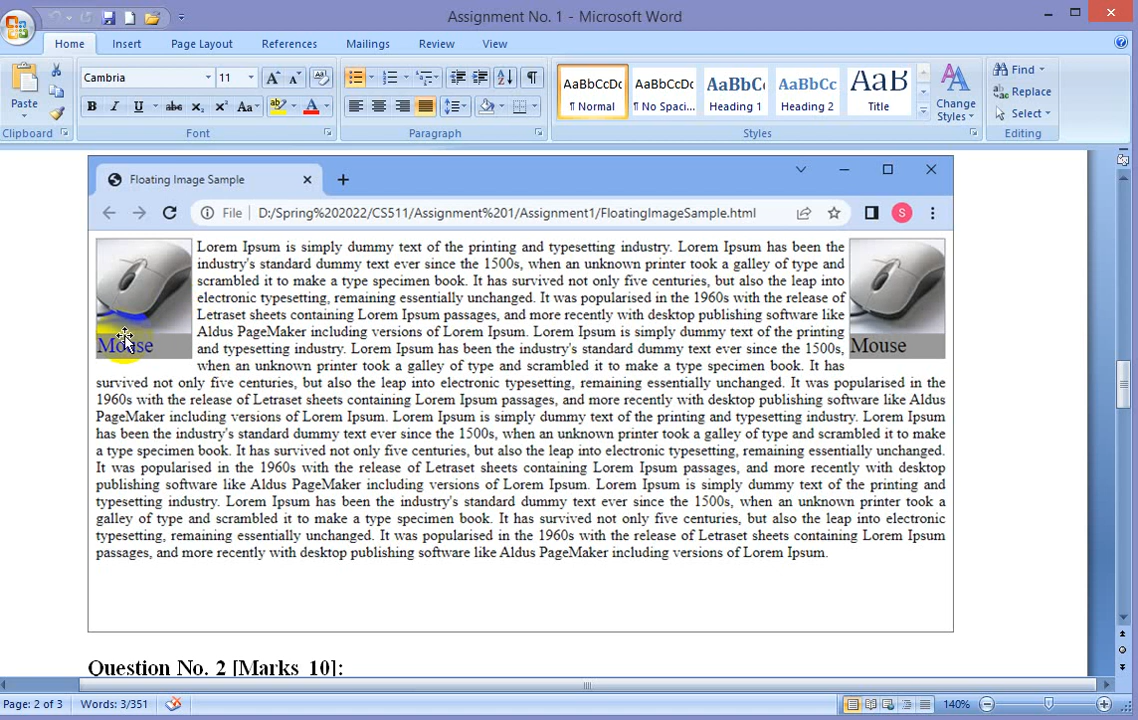 Assignment No. 1 - Microsoft Word
Home Insert Page Layout References Mailings Review View
Cambria 11
Paste
AaBbCcDc AaBbCcDc AaBbCc AaBbCc AaB
¶ Normal ¶ No Spaci... Heading 1 Heading 2 Title
Change Styles
Find
Replace
Select
Clipboard Font Paragraph Styles Editing
Floating Image Sample
File D:/Spring%202022/CS511/Assignment%201/Assignment1/FloatingImageSample.html
S
Lorem Ipsum is simply dummy text of the printing and typesetting industry. Lorem Ipsum has been the
industry's standard dummy text ever since the 1500s, when an unknown printer took a galley of type and
scrambled it to make a type specimen book. It has survived not only five centuries, but also the leap into
electronic typesetting, remaining essentially unchanged. It was popularised in the 1960s with the release of
Letraset sheets containing Lorem Ipsum passages, and more recently with desktop publishing software like
Aldus PageMaker including versions of Lorem Ipsum. Lorem Ipsum is simply dummy text of the printing
and typesetting industry. Lorem Ipsum has been the industry's standard dummy text ever since the 1500s,
when an unknown printer took a galley of type and scrambled it to make a type specimen book. It has
Mouse
Mouse
survived not only five centuries, but also the leap into electronic typesetting, remaining essentially unchanged. It was popularised in the
1960s with the release of Letraset sheets containing Lorem Ipsum passages, and more recently with desktop publishing software like Aldus
PageMaker including versions of Lorem Ipsum. Lorem Ipsum is simply dummy text of the printing and typesetting industry. Lorem Ipsum
has been the industry's standard dummy text ever since the 1500s, when an unknown printer took a galley of type and scrambled it to make
a type specimen book. It has survived not only five centuries, but also the leap into electronic typesetting, remaining essentially unchanged.
It was popularised in the 1960s with the release of Letraset sheets containing Lorem Ipsum passages, and more recently with desktop
publishing software like Aldus PageMaker including versions of Lorem Ipsum. Lorem Ipsum is simply dummy text of the printing and
typesetting industry. Lorem Ipsum has been the industry's standard dummy text ever since the 1500s, when an unknown printer took a
galley of type and scrambled it to make a type specimen book. It has survived not only five centuries, but also the leap into electronic
typesetting, remaining essentially unchanged. It was popularised in the 1960s with the release of Letraset sheets containing Lorem Ipsum
passages, and more recently with desktop publishing software like Aldus PageMaker including versions of Lorem Ipsum.
Question No. 2 [Marks 10]:
Page: 2 of 3 Words: 3/351 140%